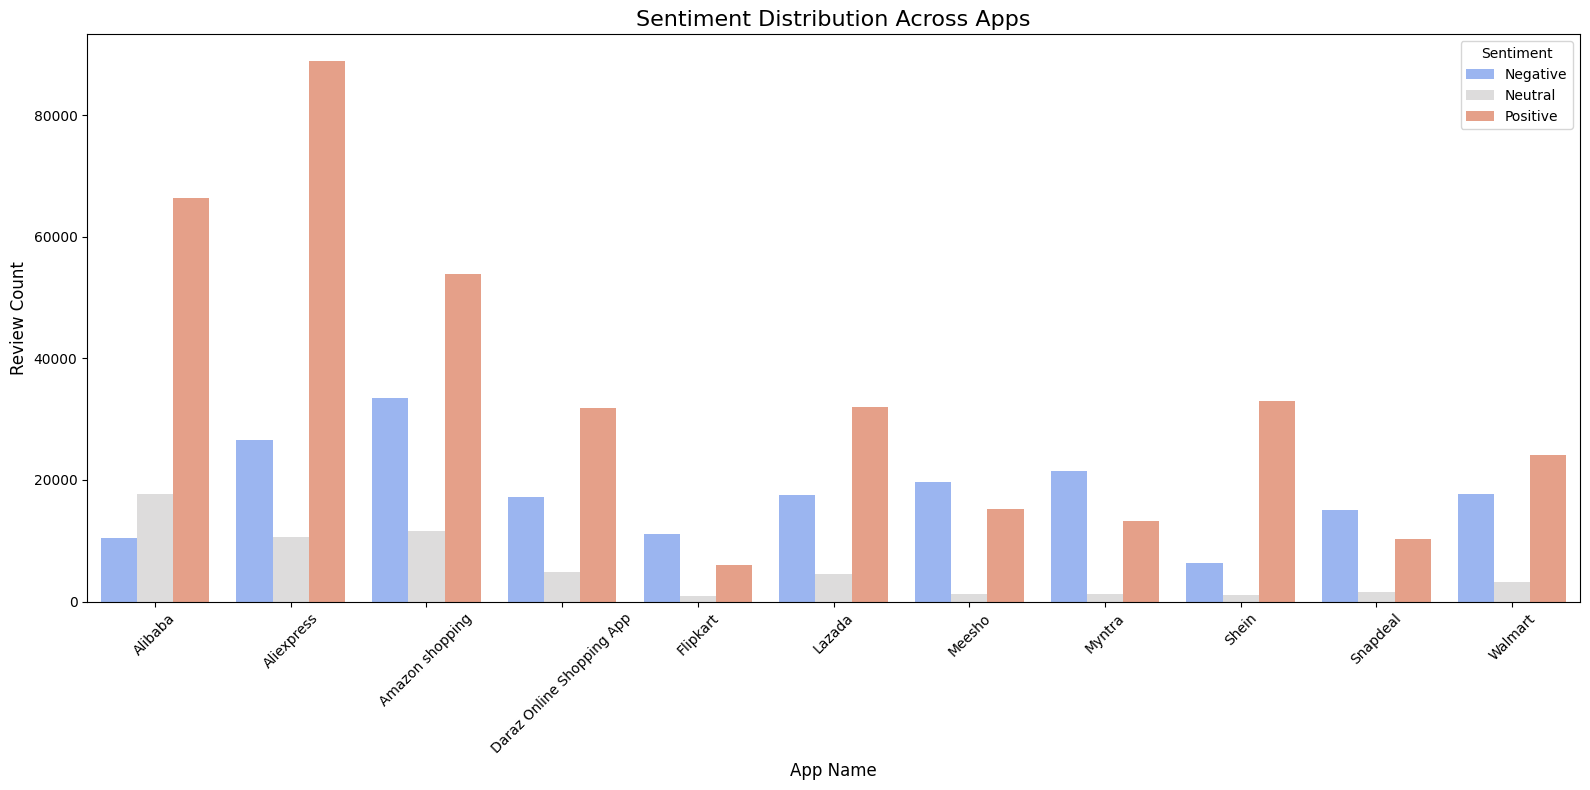 Sentiment Distribution Across Apps
Sentiment
Negative
Neutral
Positive
Review Count
80000
60000
40000
20000
0
Alibaba
Aliexpress
Amazon shopping
Daraz Online Shopping App
Flipkart
Lazada
Meesho
Myntra
Shein
Snapdeal
Walmart
App Name